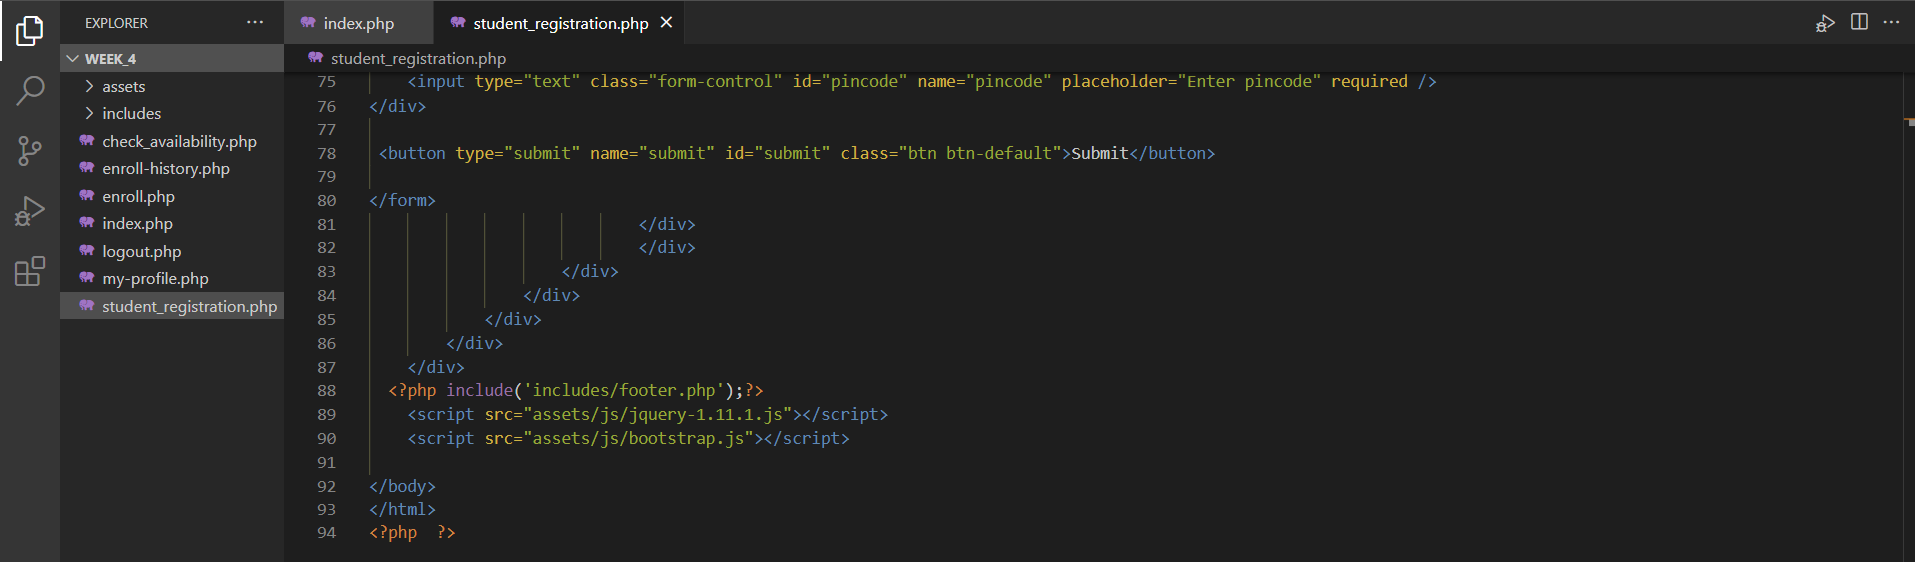 EXPLORER ···
WEEK_4
assets
includes
check_availability.php
enroll-history.php
enroll.php
index.php
logout.php
my-profile.php
student_registration.php
index.php
student_registration.php
student_registration.php
75 <input type="text" class="form-control" id="pincode" name="pincode" placeholder="Enter pincode" required />
76 </div>
77
78 <button type="submit" name="submit" id="submit" class="btn btn-default">Submit</button>
79
80 </form>
81 </div>
82 </div>
83 </div>
84 </div>
85 </div>
86 </div>
87 </div>
88 <?php include('includes/footer.php');?>
89 <script src="assets/js/jquery-1.11.1.js"></script>
90 <script src="assets/js/bootstrap.js"></script>
91
92 </body>
93 </html>
94 <?php  ?>